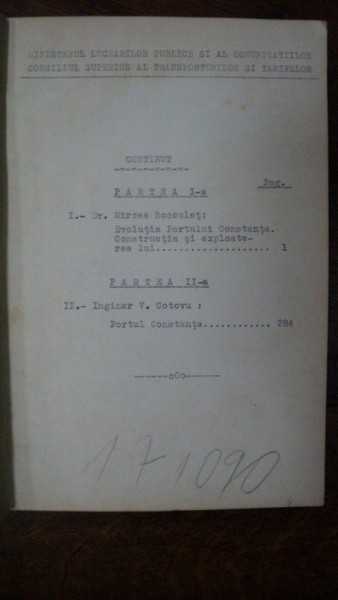 MINISTERUL LUCRARILOR PUBLICE SI AL COMUNICATIILOR
CONSILIUL SUPERIOR AL TRANSPORTURILOR SI TARIFELOR
CONTINUT
Pag.
PARTEA I-a
I.- Dr. Mircea Rosculeţ:
Evoluţia Portului Constanţa.
Construcţia şi exploata-
rea lui..................... 1
PARTEA II-a
II.- Inginer V. Cotovu :
Portul Constanţa............ 284
------oOo------
171090